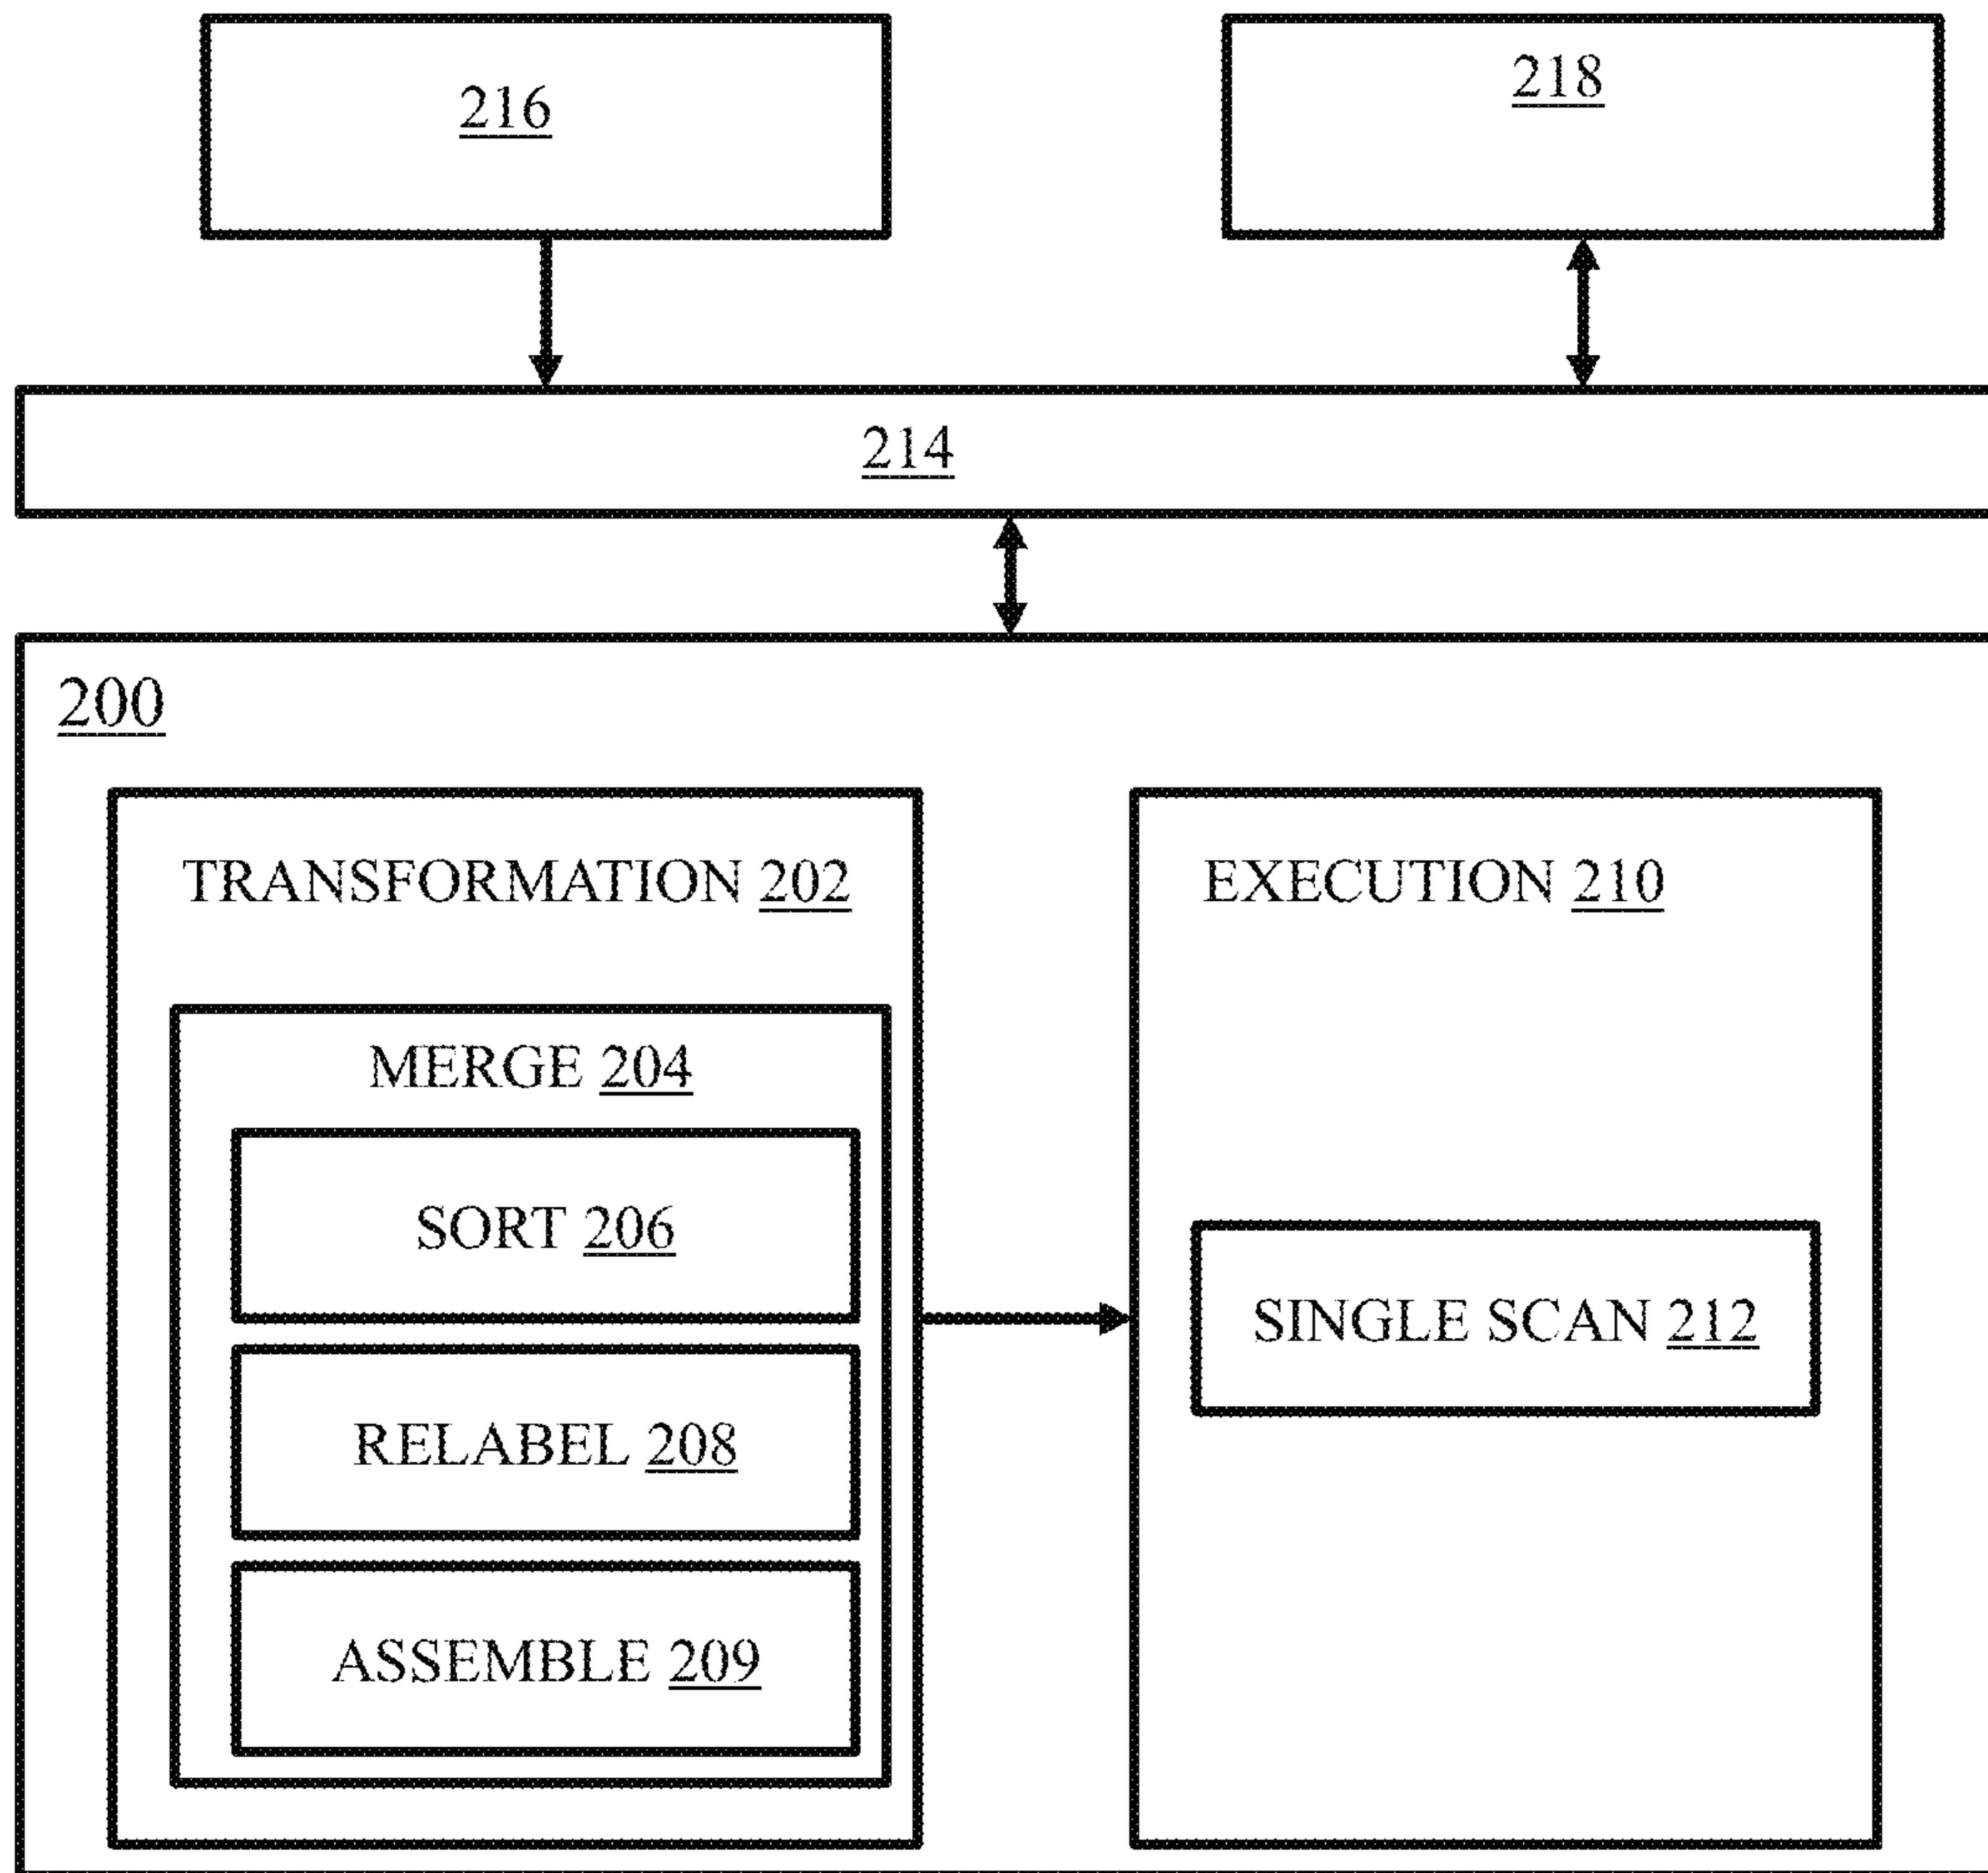 216
218
214
200
TRANSFORMATION 202
EXECUTION 210
MERGE 204
SORT 206
SINGLE SCAN 212
RELABEL 208
ASSEMBLE 209